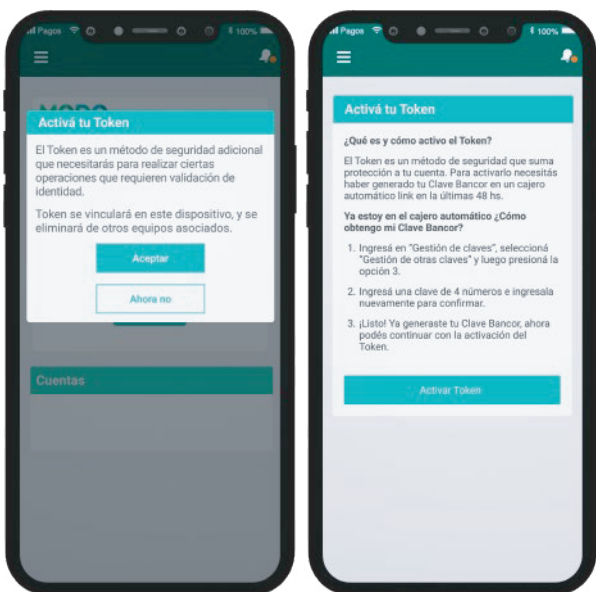 Pagos 100%
MODO
Activá tu Token
El Token es un método de seguridad adicional
que necesitarás para realizar ciertas
operaciones que requieren validación de
identidad.
Token se vinculará en este dispositivo, y se
eliminará de otros equipos asociados.
Aceptar
Ahora no
Cuentas
Pagos 100%
Activá tu Token
¿Qué es y cómo activo el Token?
El Token es un método de seguridad que suma
protección a tu cuenta. Para activarlo necesitás
haber generado tu Clave Bancor en un cajero
automático link en la últimas 48 hs.
Ya estoy en el cajero automático ¿Cómo
obtengo mi Clave Bancor?
1. Ingresá en "Gestión de claves", seleccioná
"Gestión de otras claves" y luego presioná la
opción 3.
2. Ingresá una clave de 4 números e ingresala
nuevamente para confirmar.
3. ¡Listo! Ya generaste tu Clave Bancor, ahora
podés continuar con la activación del
Token.
Activar Token